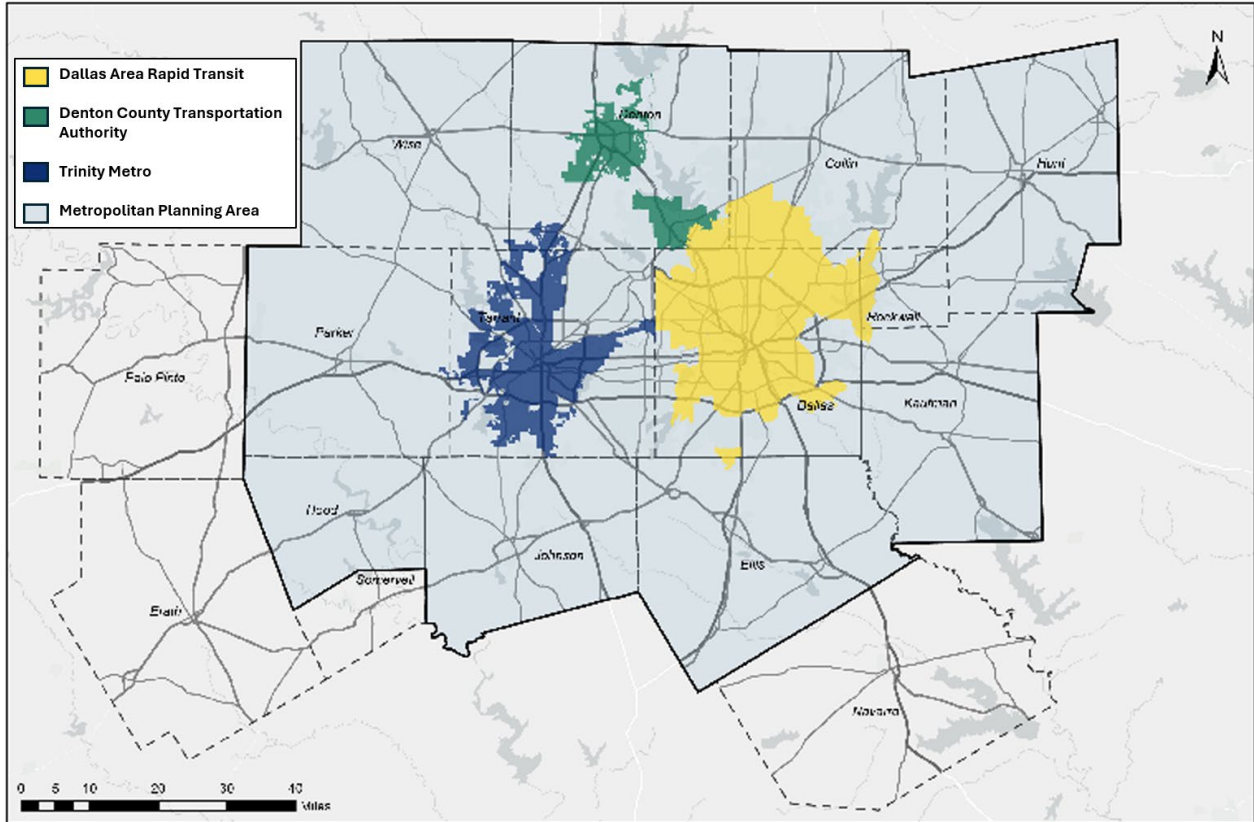 N
Dallas Area Rapid Transit
Denton County Transportation
Authority
Trinity Metro
Metropolitan Planning Area
Denton
Wise
Collin
Hunt
Tarrant
Rockwall
Parker
Palo Pinto
Dallas
Kaufman
Hood
Johnson
Ellis
Somervell
Erath
Navarro
0 5 10 20 30 40
Miles